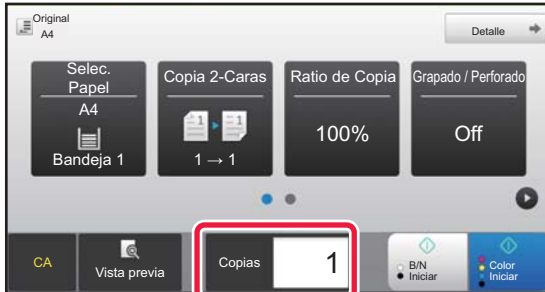 Original
A4
Detalle
Selec.
Papel
A4
Bandeja 1
Copia 2-Caras
1 → 1
Ratio de Copia
100%
Grapado / Perforado
Off
CA
Vista previa
Copias
1
B/N
Iniciar
Color
Iniciar